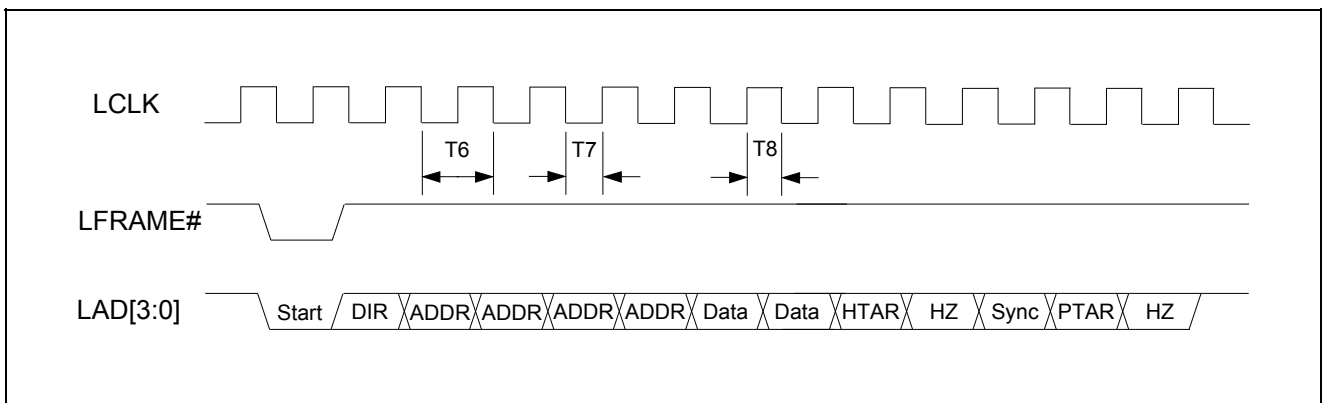 LCLK
T6
T7
T8
LFRAME#
LAD[3:0]
Start DIR ADDR ADDR ADDR ADDR Data Data HTAR HZ Sync PTAR HZ